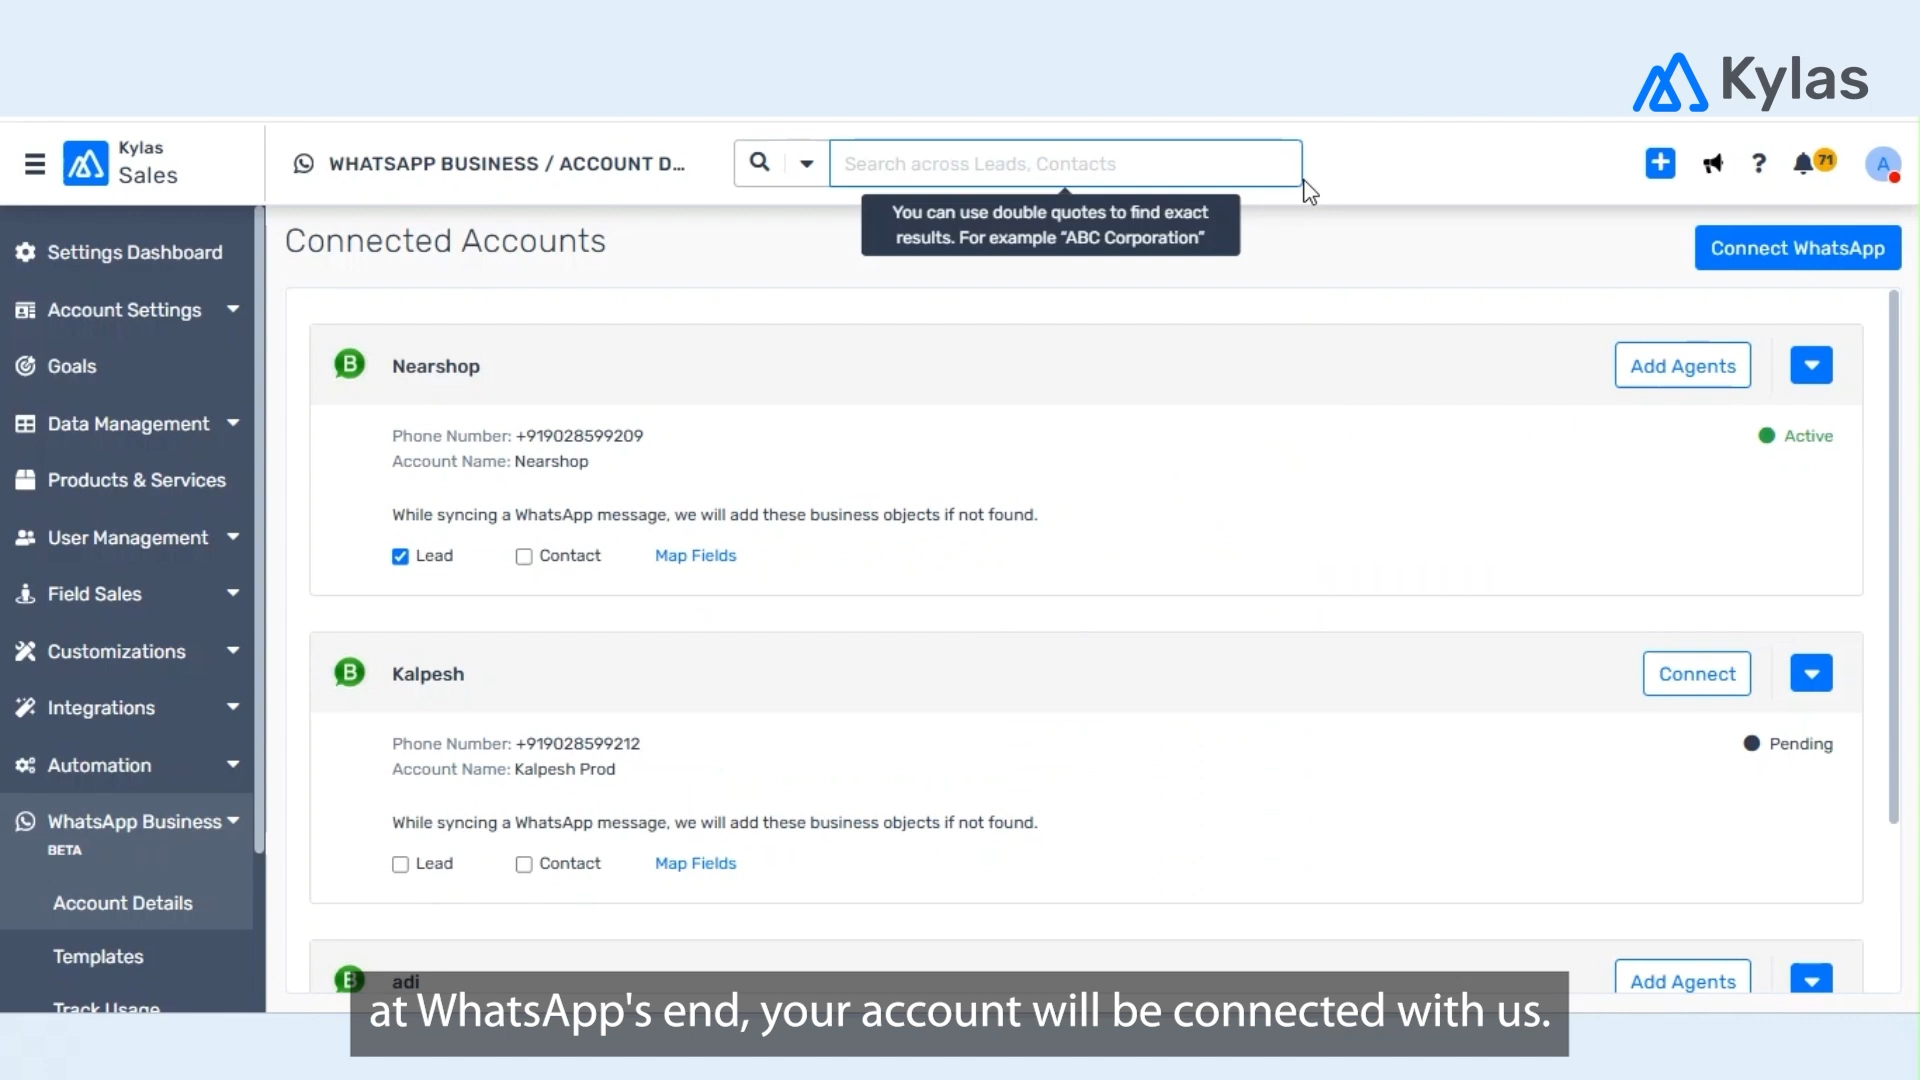 Kylas
Kylas
Sales
WHATSAPP BUSINESS / ACCOUNT D...
Search across Leads, Contacts
71
A
You can use double quotes to find exact
results. For example “ABC Corporation”
Settings Dashboard
Account Settings
Goals
Data Management
Products & Services
User Management
Field Sales
Customizations
Integrations
Automation
WhatsApp Business
BETA
Account Details
Templates
Track Usage
Connected Accounts
Connect WhatsApp
B
Nearshop
Add Agents
Phone Number: +919028599209
Active
Account Name: Nearshop
While syncing a WhatsApp message, we will add these business objects if not found.
Lead
Contact
Map Fields
B
Kalpesh
Connect
Phone Number: +919028599212
Pending
Account Name: Kalpesh Prod
While syncing a WhatsApp message, we will add these business objects if not found.
Lead
Contact
Map Fields
B
adi
Add Agents
at WhatsApp's end, your account will be connected with us.